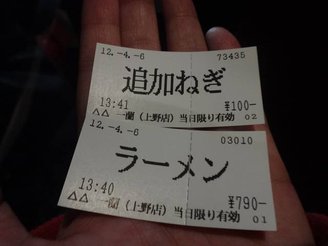 12.-4.-6 73435
追加ねぎ
13:41 ¥100-
△△ 一蘭(上野店) 当日限り有効 02
12.-4.-6 03010
ラーメン
13:40 ¥790-
△△ 一蘭(上野店) 当日限り有効 01